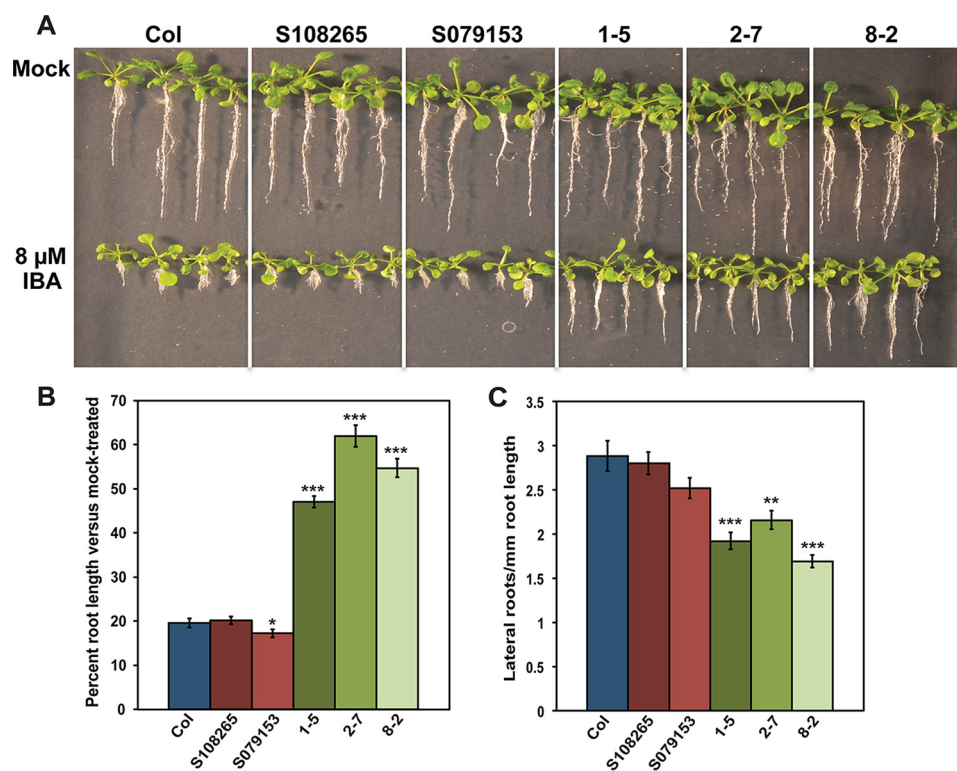 A
Col S108265 S079153 1-5 2-7 8-2
Mock
8 µM
IBA
B
Percent root length versus mock-treated
70
60
50
40
30
20
10
0
*
***
***
***
Col
S108265
S079153
1-5
2-7
8-2
C
Lateral roots/mm root length
3.5
3
2.5
2
1.5
1
0.5
0
***
**
***
Col
S108265
S079153
1-5
2-7
8-2